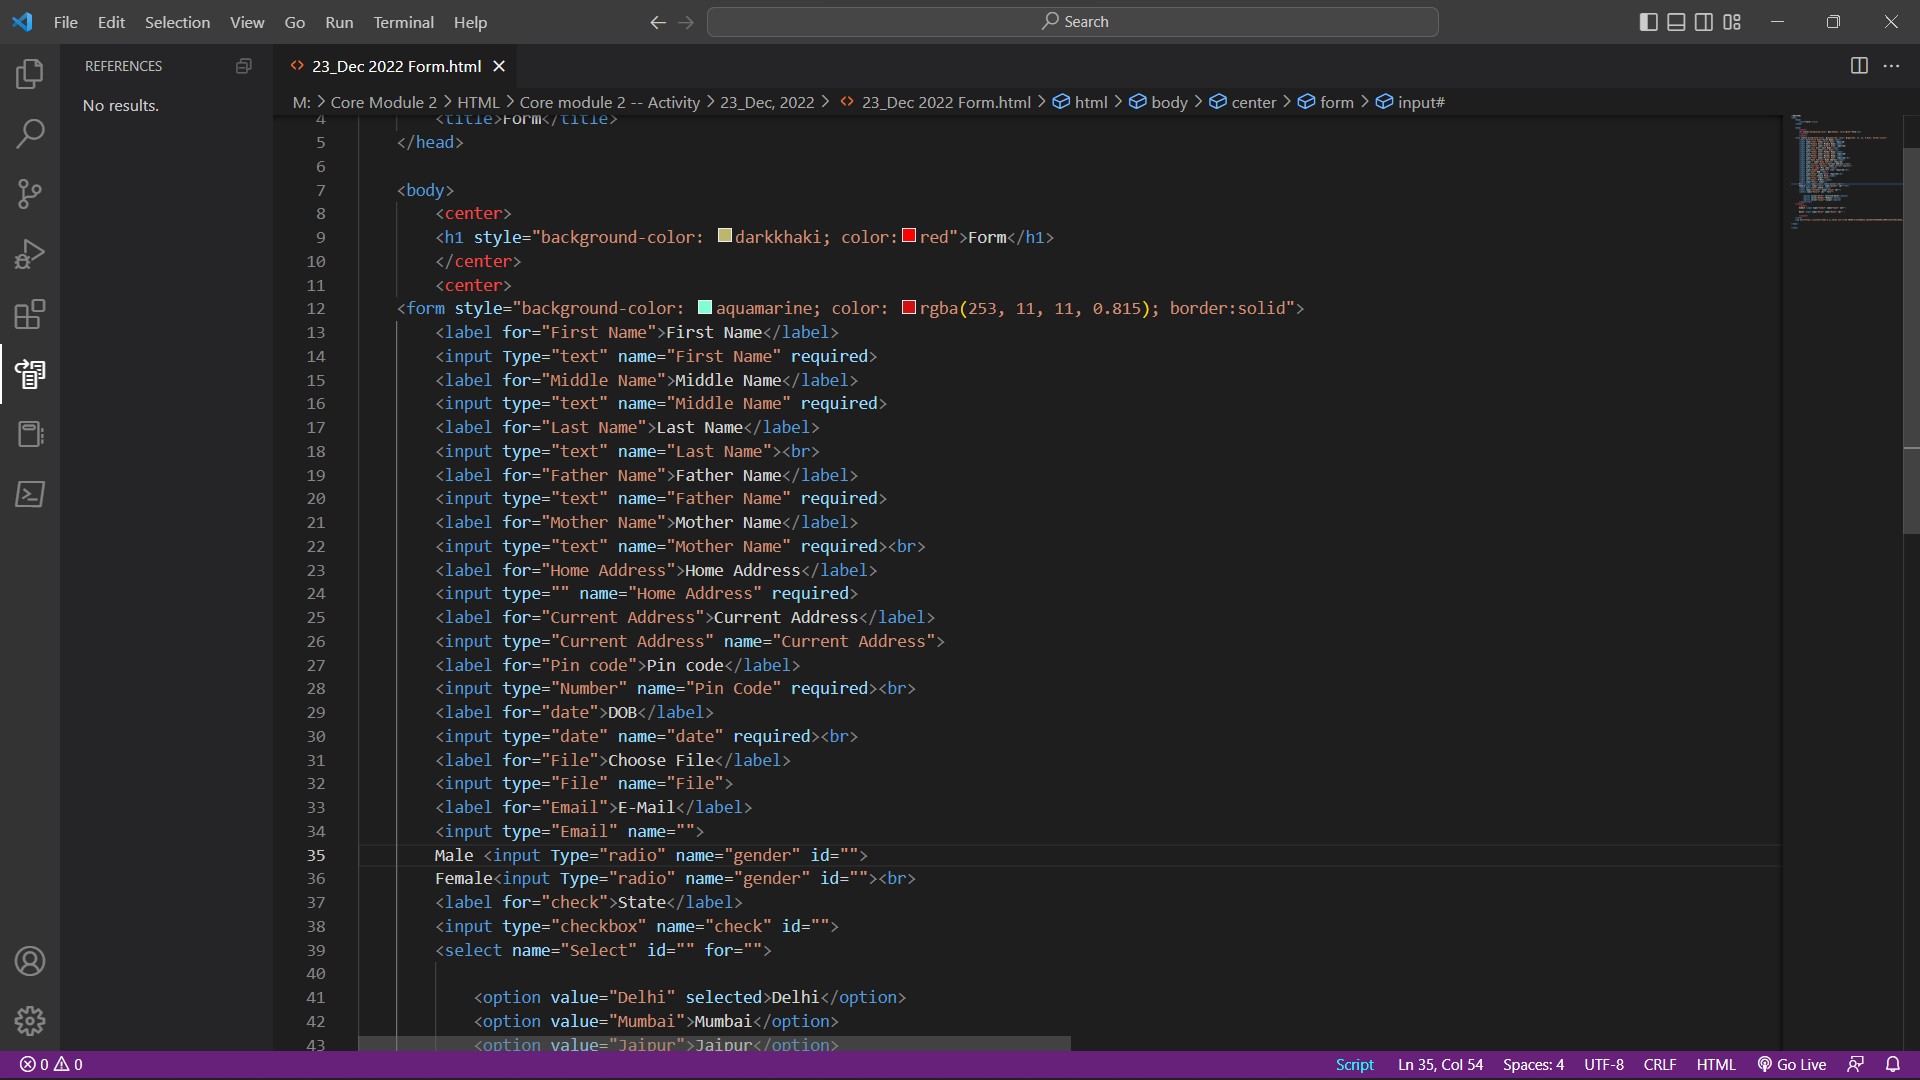 File Edit Selection View Go Run Terminal Help
Search
REFERENCES
No results.
23_Dec 2022 Form.html
M: > Core Module 2 > HTML > Core module 2 -- Activity > 23_Dec, 2022 > 23_Dec 2022 Form.html > html > body > center > form > input#
4 <title>Form</title>
5 </head>
6
7 <body>
8 <center>
9 <h1 style="background-color: darkkhaki; color:red">Form</h1>
10 </center>
11 <center>
12 <form style="background-color: aquamarine; color: rgba(253, 11, 11, 0.815); border:solid">
13 <label for="First Name">First Name</label>
14 <input Type="text" name="First Name" required>
15 <label for="Middle Name">Middle Name</label>
16 <input type="text" name="Middle Name" required>
17 <label for="Last Name">Last Name</label>
18 <input type="text" name="Last Name"><br>
19 <label for="Father Name">Father Name</label>
20 <input type="text" name="Father Name" required>
21 <label for="Mother Name">Mother Name</label>
22 <input type="text" name="Mother Name" required><br>
23 <label for="Home Address">Home Address</label>
24 <input type="" name="Home Address" required>
25 <label for="Current Address">Current Address</label>
26 <input type="Current Address" name="Current Address">
27 <label for="Pin code">Pin code</label>
28 <input type="Number" name="Pin Code" required><br>
29 <label for="date">DOB</label>
30 <input type="date" name="date" required><br>
31 <label for="File">Choose File</label>
32 <input type="File" name="File">
33 <label for="Email">E-Mail</label>
34 <input type="Email" name="">
35 Male <input Type="radio" name="gender" id="">
36 Female<input Type="radio" name="gender" id=""><br>
37 <label for="check">State</label>
38 <input type="checkbox" name="check" id="">
39 <select name="Select" id="" for="">
40
41 <option value="Delhi" selected>Delhi</option>
42 <option value="Mumbai">Mumbai</option>
43 <option value="Jaipur">Jaipur</option>
0 0 Script Ln 35, Col 54 Spaces: 4 UTF-8 CRLF HTML Go Live